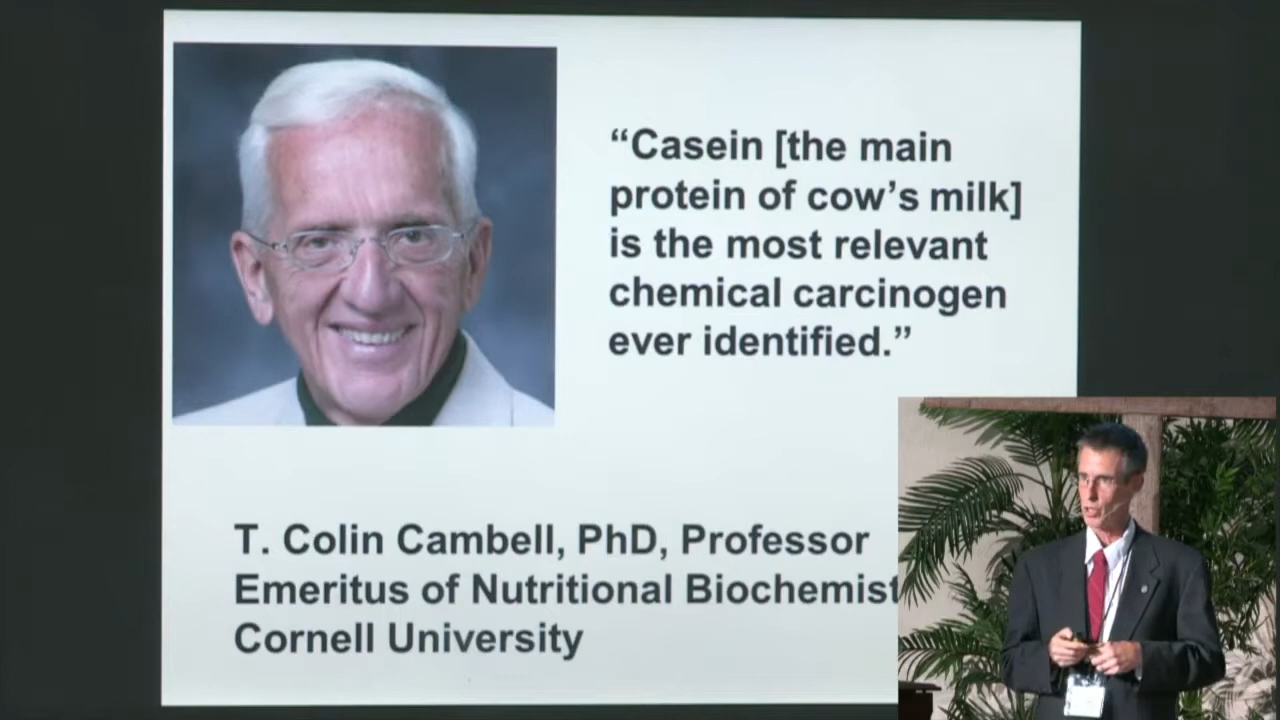 “Casein [the main
protein of cow’s milk]
is the most relevant
chemical carcinogen
ever identified.”
T. Colin Cambell, PhD, Professor
Emeritus of Nutritional Biochemist
Cornell University